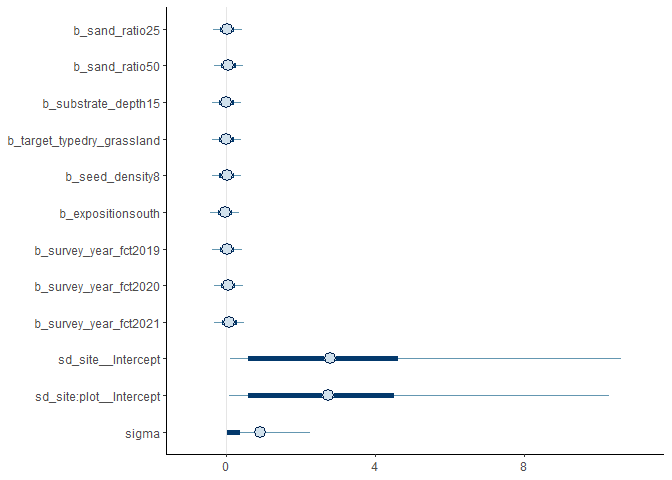 b_sand_ratio25
b_sand_ratio50
b_substrate_depth15
b_target_typedry_grassland
b_seed_density8
b_expositionsouth
b_survey_year_fct2019
b_survey_year_fct2020
b_survey_year_fct2021
sd_site__Intercept
sd_site:plot__Intercept
sigma
0 4 8